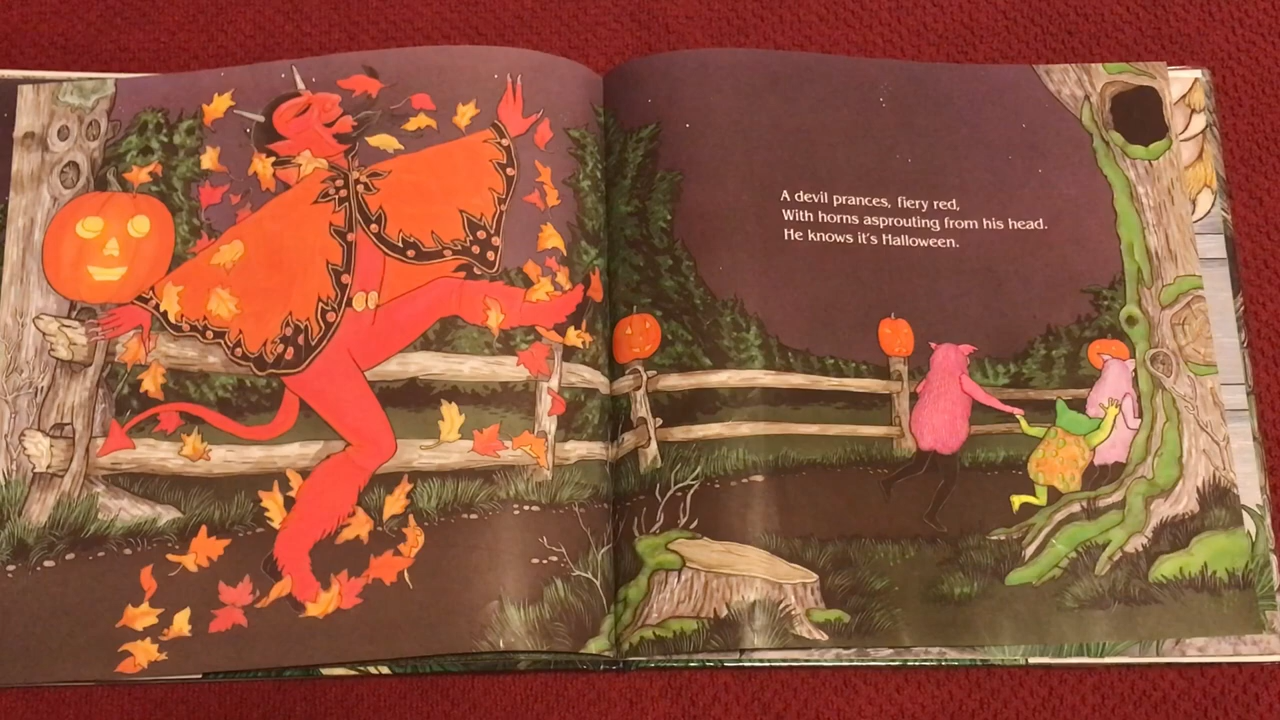 A devil prances, fiery red,
With horns asprouting from his head.
He knows it's Halloween.